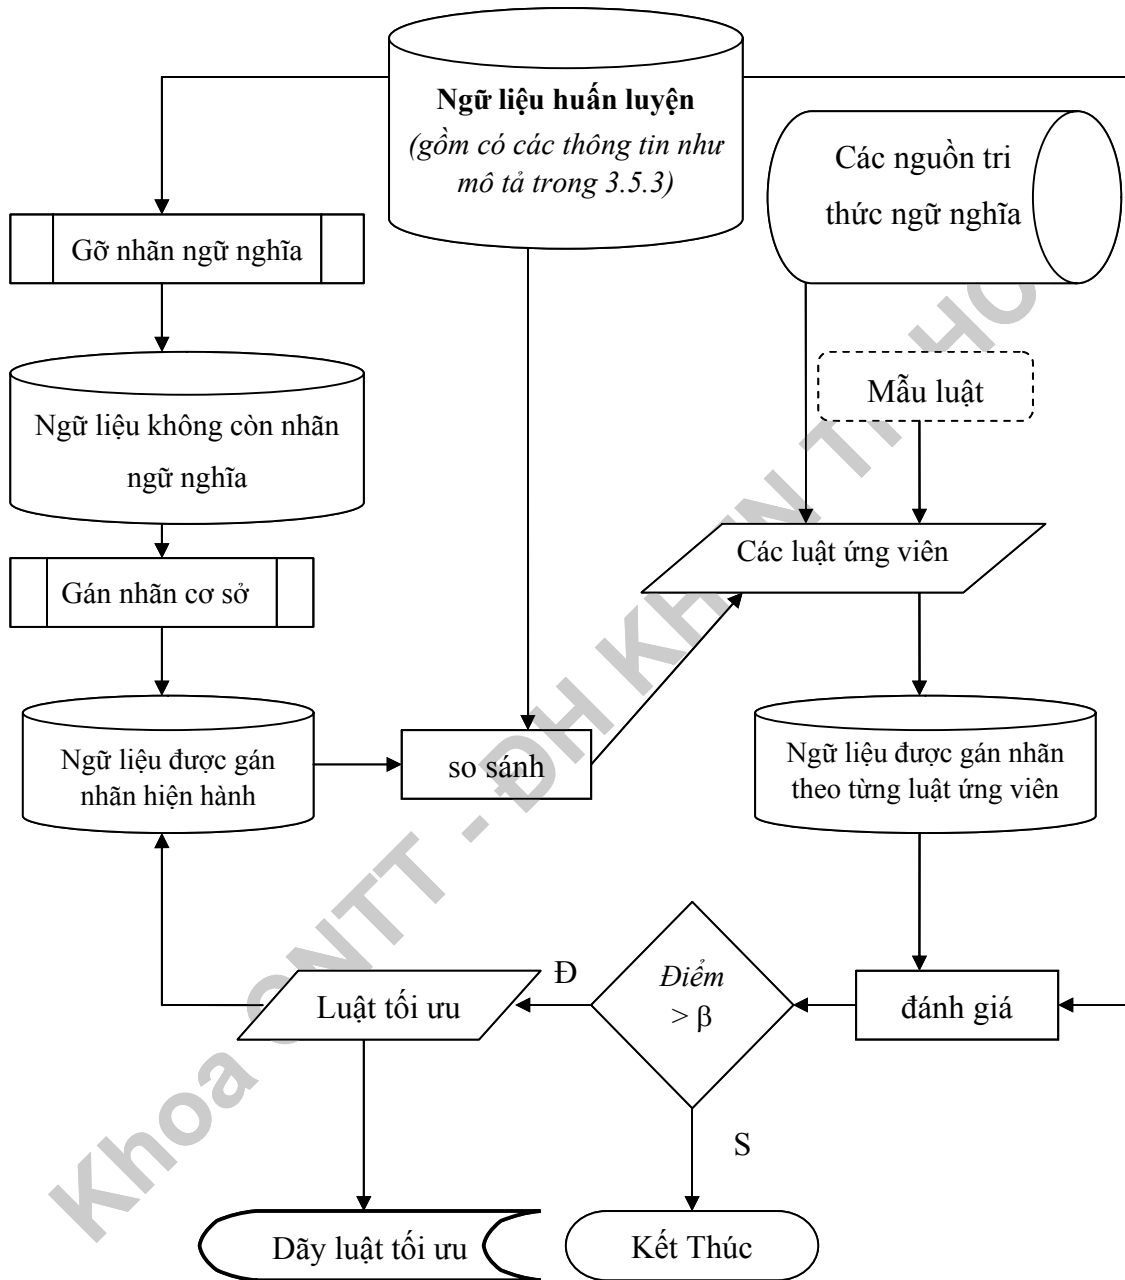 Ngữ liệu huấn luyện
(gồm có các thông tin như
mô tả trong 3.5.3)
Các nguồn tri
thức ngữ nghĩa
Gỡ nhãn ngữ nghĩa
Mẫu luật
Ngữ liệu không còn nhãn
ngữ nghĩa
Các luật ứng viên
Gán nhãn cơ sở
Ngữ liệu được gán
nhãn hiện hành
so sánh
Ngữ liệu được gán nhãn
theo từng luật ứng viên
Điểm
> β
Đ
Luật tối ưu
đánh giá
S
Dãy luật tối ưu
Kết Thúc
Khoa CNTT - ĐH KHTN TP.